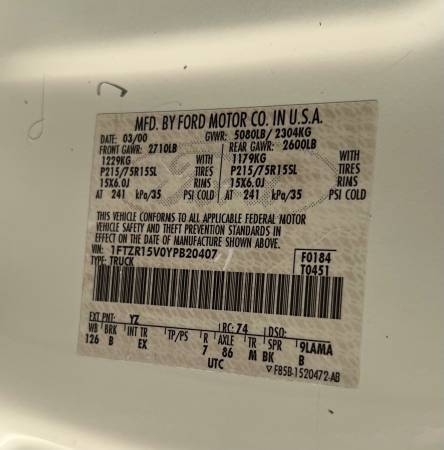 MFD. BY FORD MOTOR CO. IN U.S.A.
DATE: 03/00 GVWR: 5080LB/ 2304KG
FRONT GAWR: 2710LB REAR GAWR: 2600LB
1229KG WITH 1179KG WITH
P215/75R15SL TIRES P215/75R15SL TIRES
15X6.0J RIMS 15X6.0J RIMS
AT 241 kPa/35 PSI COLD AT 241 kPa/35 PSI COLD
THIS VEHICLE CONFORMS TO ALL APPLICABLE FEDERAL MOTOR
VEHICLE SAFETY AND THEFT PREVENTION STANDARDS IN
EFFECT ON THE DATE OF MANUFACTURE SHOWN ABOVE.
VIN: 1FTZR15V0YPB20407 F0184
TYPE: TRUCK T0451
EXT PNT: YZ RC: 74 DSO:
WB BRK INT TR TP/PS R AXLE TR SPR 9LAMA
126 B EX 7 86 M BK B
UTC ▽ F85B-1520472-AB